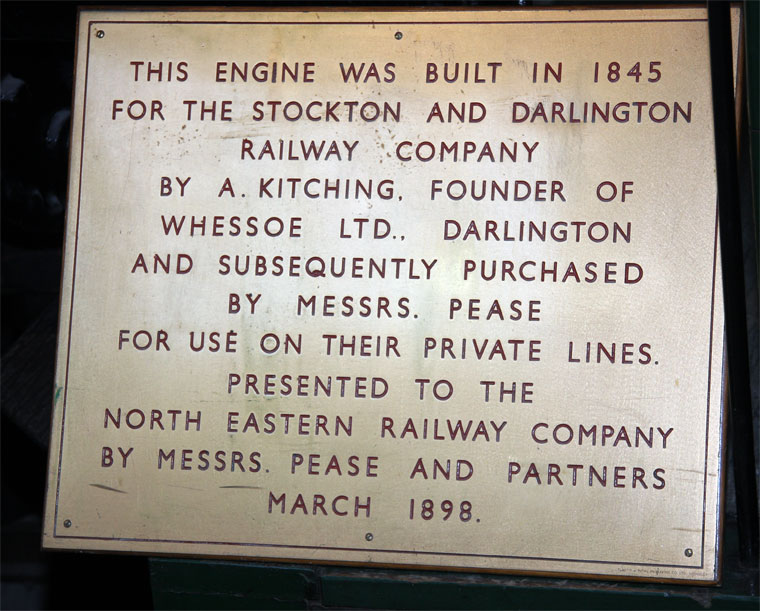 THIS ENGINE WAS BUILT IN 1845
FOR THE STOCKTON AND DARLINGTON
RAILWAY COMPANY
BY A. KITCHING, FOUNDER OF
WHESSOE LTD., DARLINGTON
AND SUBSEQUENTLY PURCHASED
BY MESSRS. PEASE
FOR USE ON THEIR PRIVATE LINES.
PRESENTED TO THE
NORTH EASTERN RAILWAY COMPANY
BY MESSRS. PEASE AND PARTNERS
MARCH 1898.